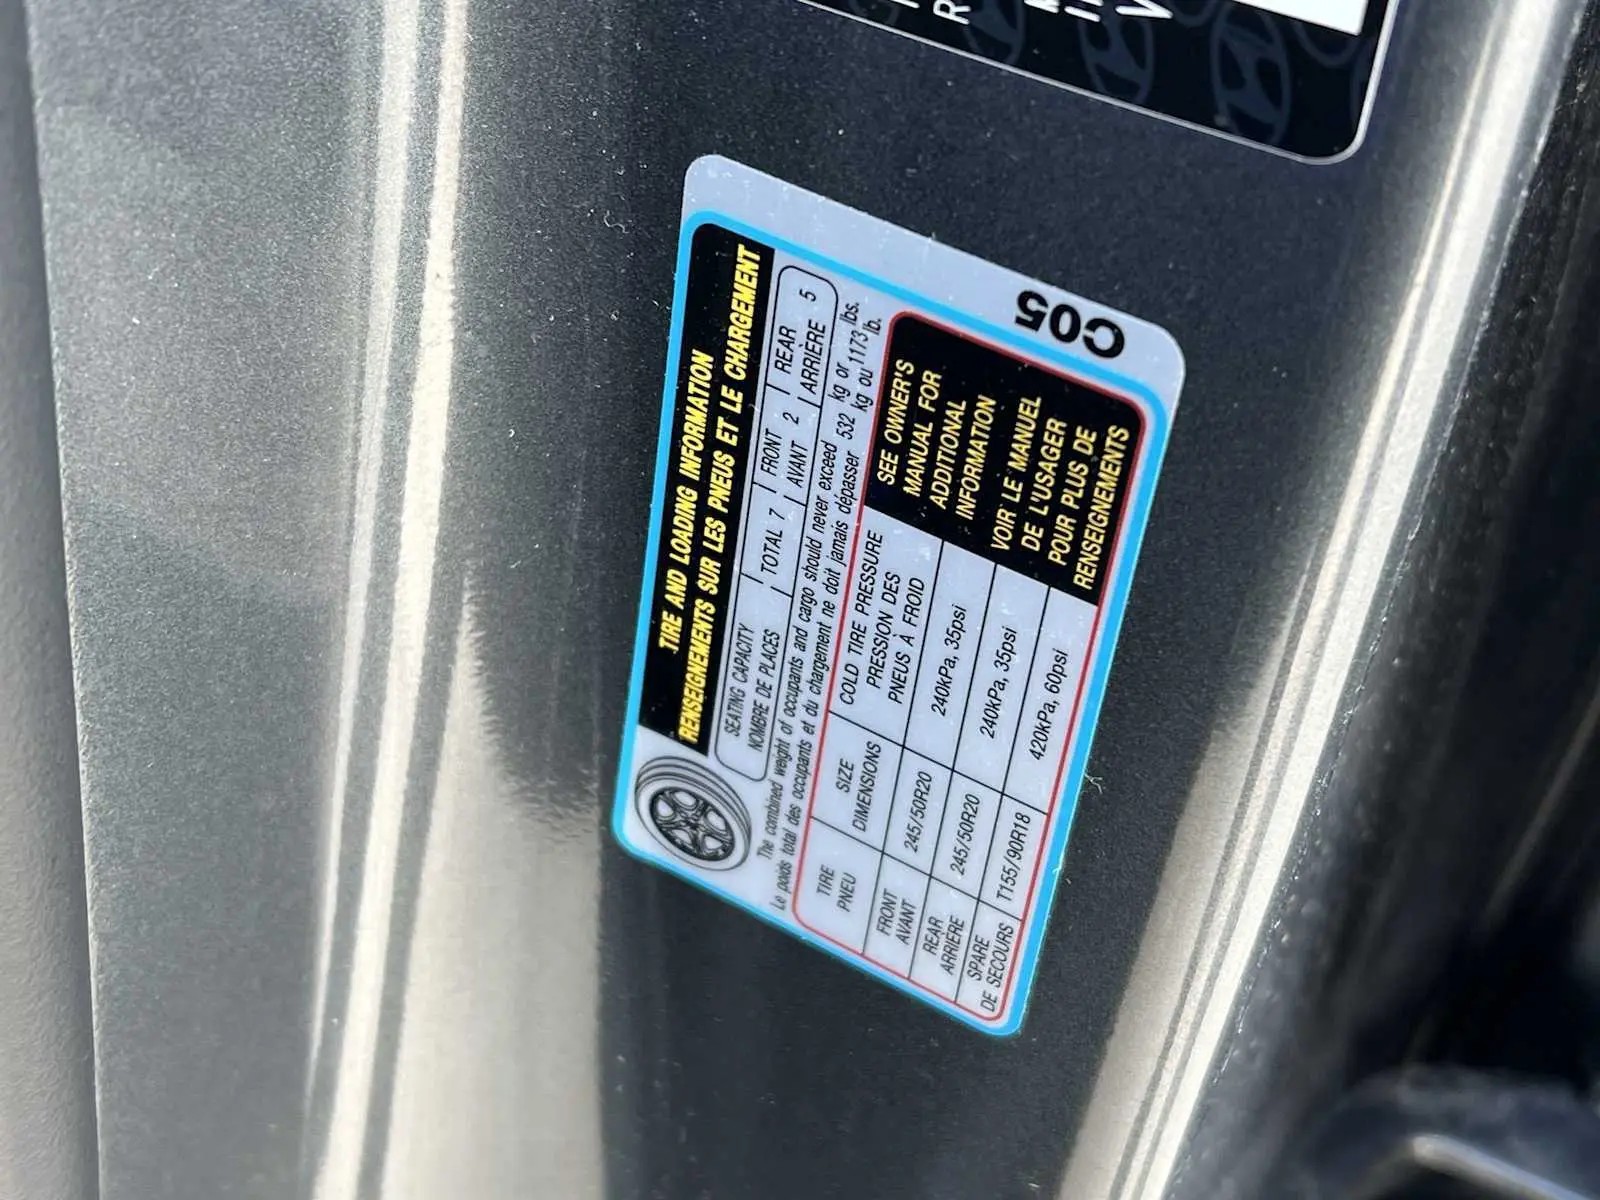 C05
TIRE AND LOADING INFORMATION
RENSEIGNEMENTS SUR LES PNEUS ET LE CHARGEMENT
SEATING CAPACITY
NOMBRE DE PLACES
TOTAL 7
FRONT
AVANT 2
REAR
ARRIÈRE 5
The combined weight of occupants and cargo should never exceed 532 kg or 1173 lbs.
Le poids total des occupants et du chargement ne doit jamais dépasser 532 kg ou 1173 lb.
TIRE
PNEU
SIZE
DIMENSIONS
COLD TIRE PRESSURE
PRESSION DES
PNEUS À FROID
FRONT
AVANT
245/50R20
240kPa, 35psi
REAR
ARRIÈRE
245/50R20
240kPa, 35psi
SPARE
DE SECOURS
T155/90R18
420kPa, 60psi
SEE OWNER'S
MANUAL FOR
ADDITIONAL
INFORMATION
VOIR LE MANUEL
DE L'USAGER
POUR PLUS DE
RENSEIGNEMENTS